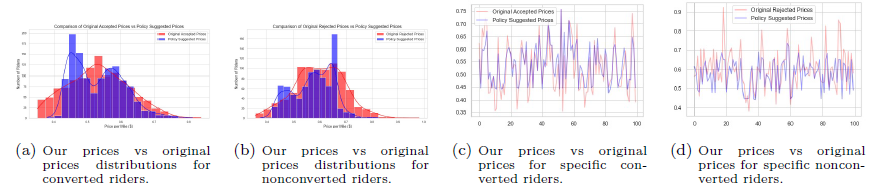 Comparison of Original Accepted Prices vs Policy Suggested Prices
Original Accepted Prices
Policy Suggested Prices
Number of Riders
Price per Mile ($)
Comparison of Original Rejected Prices vs Policy Suggested Prices
Original Rejected Prices
Policy Suggested Prices
Number of Riders
Price per Mile ($)
Original Accepted Prices
Policy Suggested Prices
0.75
0.70
0.65
0.60
0.55
0.50
0.45
0.40
0.35
0 20 40 60 80 100
Original Rejected Prices
Policy Suggested Prices
0.9
0.8
0.7
0.6
0.5
0.4
0 20 40 60 80 100
(a) Our prices vs original
prices distributions for
converted riders.
(b) Our prices vs original
prices distributions for
nonconverted riders.
(c) Our prices vs original
prices for specific con-
verted riders.
(d) Our prices vs original
prices for specific noncon-
verted riders.